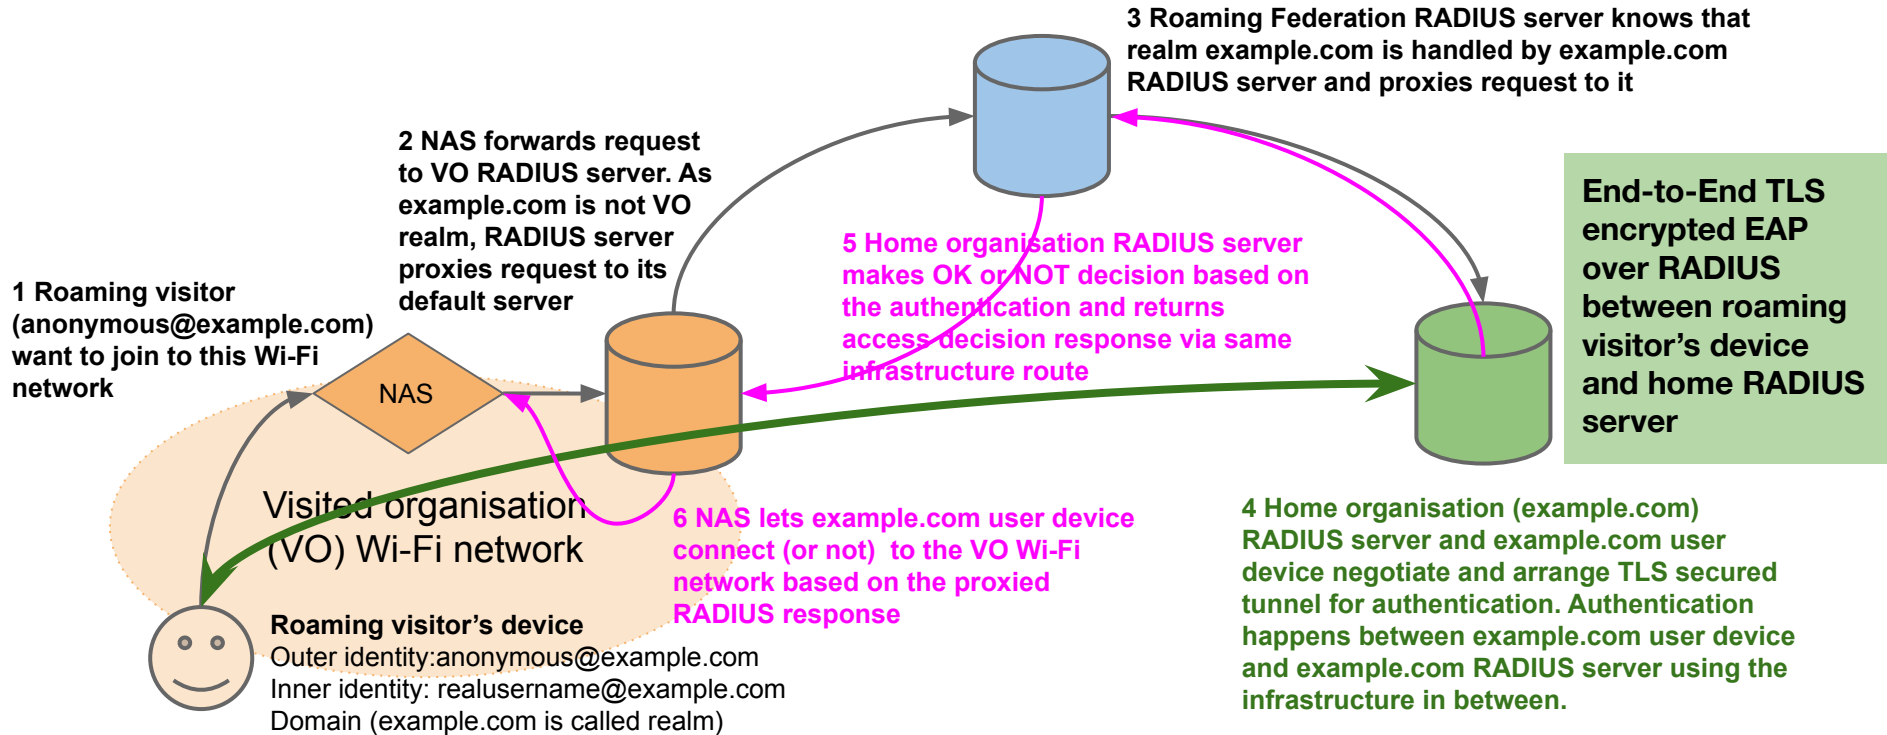 3 Roaming Federation RADIUS server knows that
realm example.com is handled by example.com
RADIUS server and proxies request to it
2 NAS forwards request
to VO RADIUS server. As
example.com is not VO
realm, RADIUS server
proxies request to its
default server
1 Roaming visitor
(anonymous@example.com)
want to join to this Wi-Fi
network
NAS
5 Home organisation RADIUS server
makes OK or NOT decision based on
the authentication and returns
access decision response via same
infrastructure route
End-to-End TLS
encrypted EAP
over RADIUS
between roaming
visitor’s device
and home RADIUS
server
Visited organisation
(VO) Wi-Fi network
6 NAS lets example.com user device
connect (or not)  to the VO Wi-Fi
network based on the proxied
RADIUS response
4 Home organisation (example.com)
RADIUS server and example.com user
device negotiate and arrange TLS secured
tunnel for authentication. Authentication
happens between example.com user device
and example.com RADIUS server using the
infrastructure in between.
Roaming visitor’s device
Outer identity:anonymous@example.com
Inner identity: realusername@example.com
Domain (example.com is called realm)